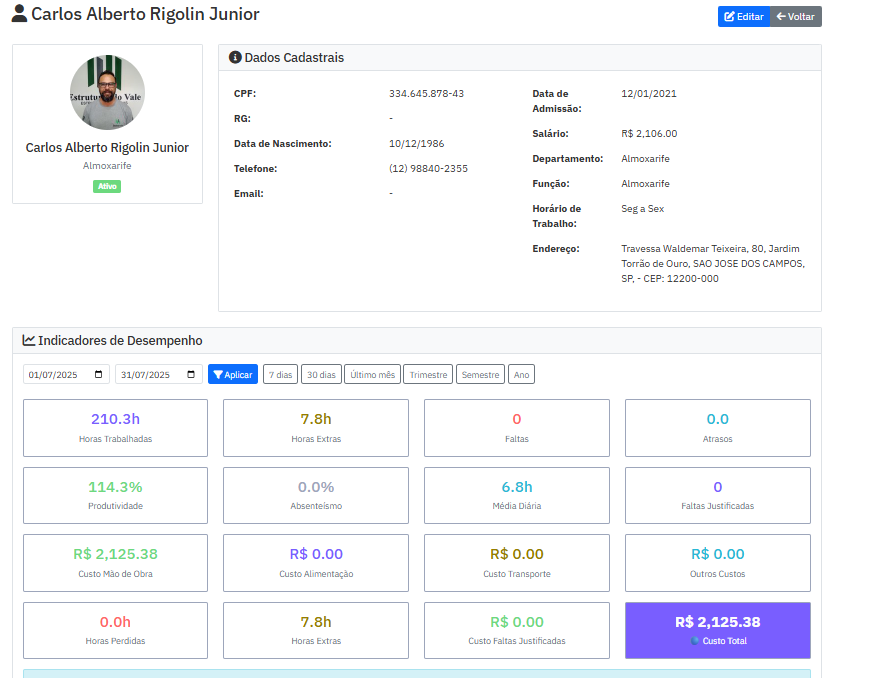 Carlos Alberto Rigolin Junior
Editar
Voltar
Estrutu do Vale
Carlos Alberto Rigolin Junior
Almoxarife
Ativo
Dados Cadastrais
CPF: 334.645.878-43
RG: -
Data de Nascimento: 10/12/1986
Telefone: (12) 98840-2355
Email: -
Data de
Admissão: 12/01/2021
Salário: R$ 2,106.00
Departamento: Almoxarife
Função: Almoxarife
Horário de
Trabalho: Seg a Sex
Endereço: Travessa Waldemar Teixeira, 80, Jardim
Torrão de Ouro, SAO JOSE DOS CAMPOS,
SP, - CEP: 12200-000
Indicadores de Desempenho
01/07/2025 31/07/2025 Aplicar 7 dias 30 dias Último mês Trimestre Semestre Ano
210.3h
Horas Trabalhadas
7.8h
Horas Extras
0
Faltas
0.0
Atrasos
114.3%
Produtividade
0.0%
Absenteísmo
6.8h
Média Diária
0
Faltas Justificadas
R$ 2,125.38
Custo Mão de Obra
R$ 0.00
Custo Alimentação
R$ 0.00
Custo Transporte
R$ 0.00
Outros Custos
0.0h
Horas Perdidas
7.8h
Horas Extras
R$ 0.00
Custo Faltas Justificadas
R$ 2,125.38
Custo Total